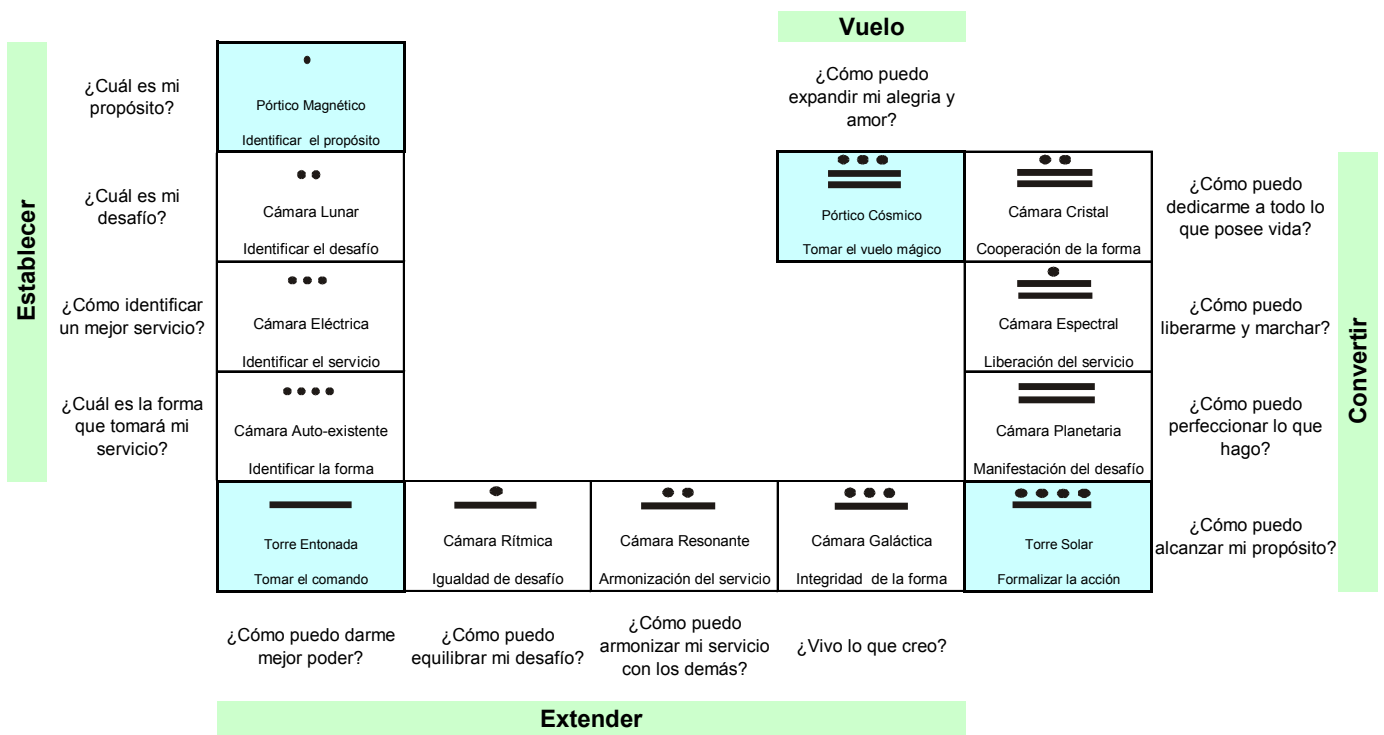 Vuelo
Establecer
¿Cuál es mi
propósito?
Pórtico Magnético
Identificar el propósito
¿Cómo puedo
expandir mi alegria y
amor?
¿Cuál es mi
desafío?
Cámara Lunar
Identificar el desafío
Pórtico Cósmico
Tomar el vuelo mágico
Cámara Cristal
Cooperación de la forma
¿Cómo puedo
dedicarme a todo lo
que posee vida?
¿Cómo identificar
un mejor servicio?
Cámara Eléctrica
Identificar el servicio
Cámara Espectral
Liberación del servicio
¿Cómo puedo
liberarme y marchar?
Convertir
¿Cuál es la forma
que tomará mi
servicio?
Cámara Auto-existente
Identificar la forma
Cámara Planetaria
Manifestación del desafío
¿Cómo puedo
perfeccionar lo que
hago?
Torre Entonada
Tomar el comando
Cámara Rítmica
Igualdad de desafío
Cámara Resonante
Armonización del servicio
Cámara Galáctica
Integridad de la forma
Torre Solar
Formalizar la acción
¿Cómo puedo
alcanzar mi propósito?
¿Cómo puedo darme
mejor poder?
¿Cómo puedo
equilibrar mi desafío?
¿Cómo puedo
armonizar mi servicio
con los demás?
¿Vivo lo que creo?
Extender